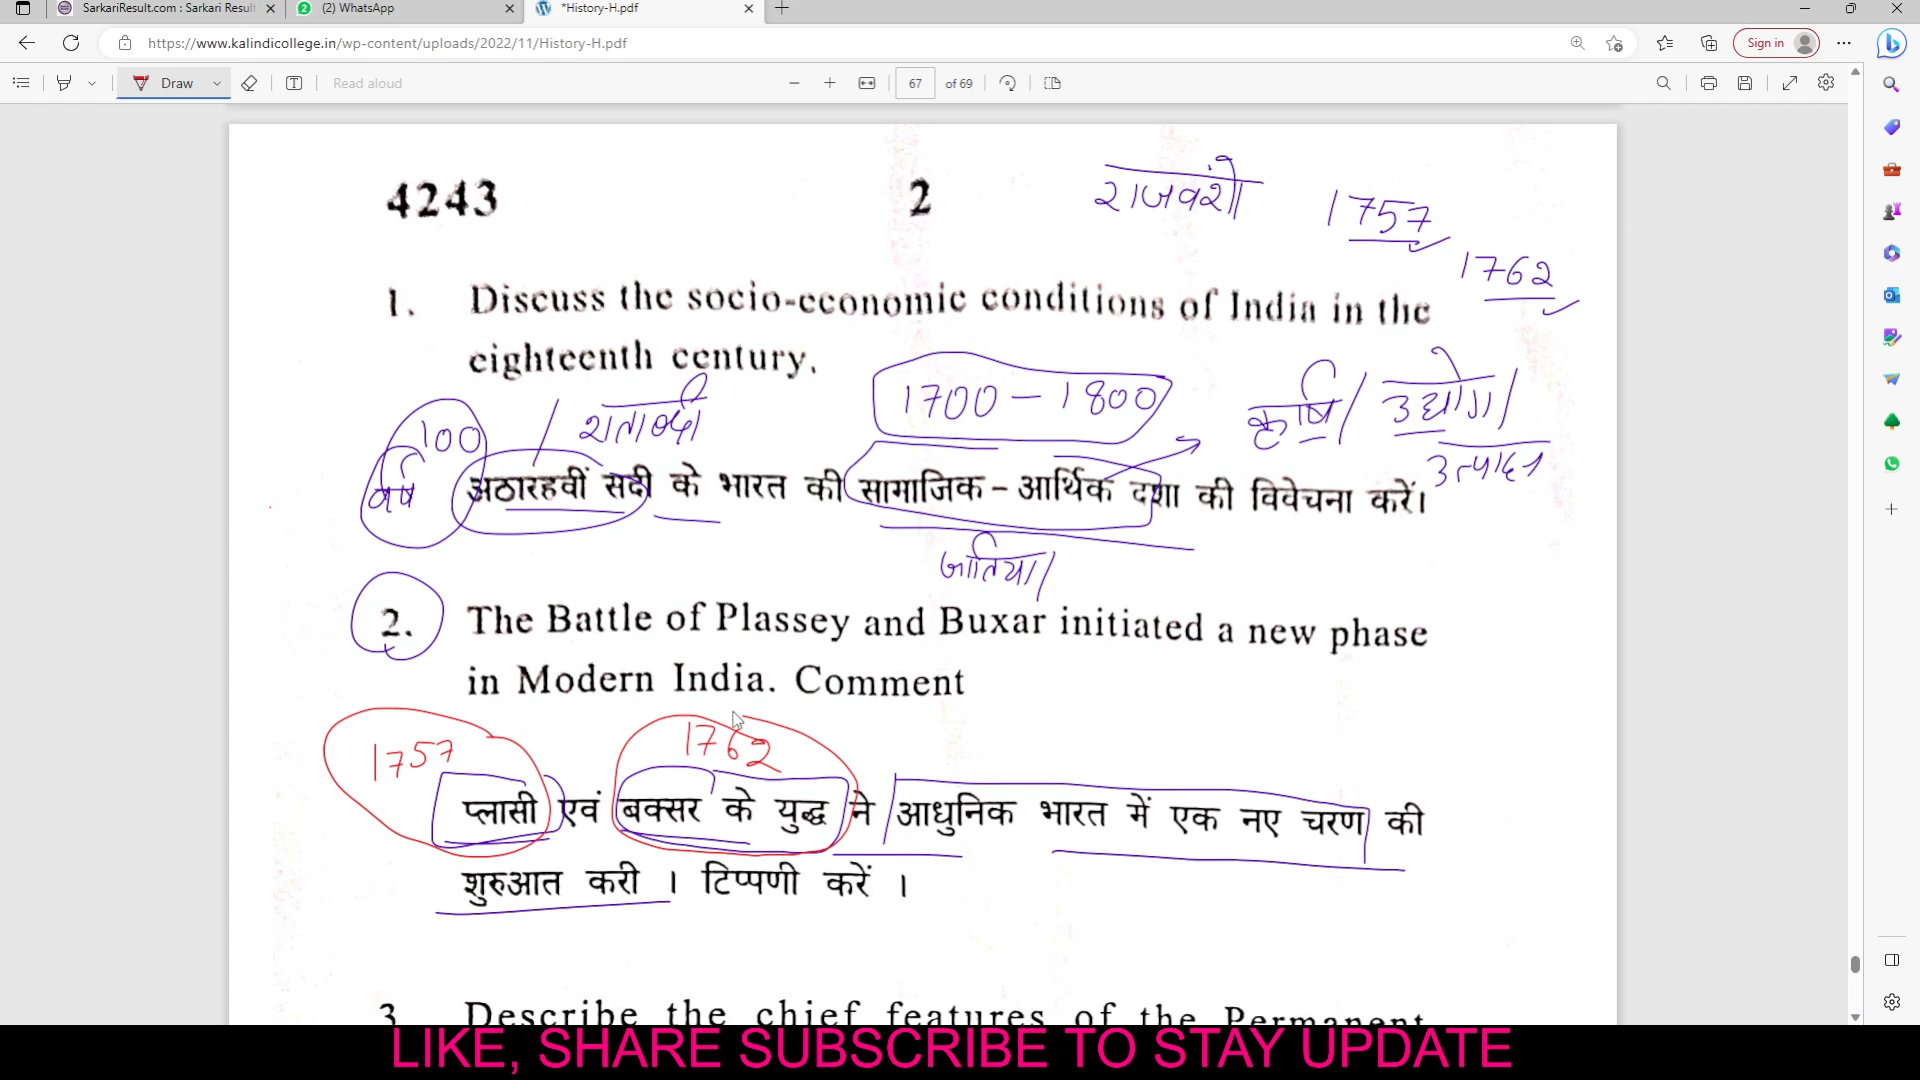 SarkariResult.com : Sarkari Result
(2) WhatsApp
*History-H.pdf
https://www.kalindicollege.in/wp-content/uploads/2022/11/History-H.pdf
Sign in
Draw
Read aloud
67 of 69
4243
2
राजवंशों
1757
1762
1. Discuss the socio-economic conditions of India in the
eighteenth century.
1700 - 1800
कृषि / उद्योग /
100 / शताब्दी
उत्पादन
वर्ष
अठारहवीं सदी के भारत की सामाजिक - आर्थिक दशा की विवेचना करें।
जातिया /
2. The Battle of Plassey and Buxar initiated a new phase
in Modern India. Comment
1757
1762
प्लासी एवं बक्सर के युद्ध ने आधुनिक भारत में एक नए चरण की
शुरुआत करी । टिप्पणी करें ।
3. Describe the chief features of the Permanent
LIKE, SHARE SUBSCRIBE TO STAY UPDATE